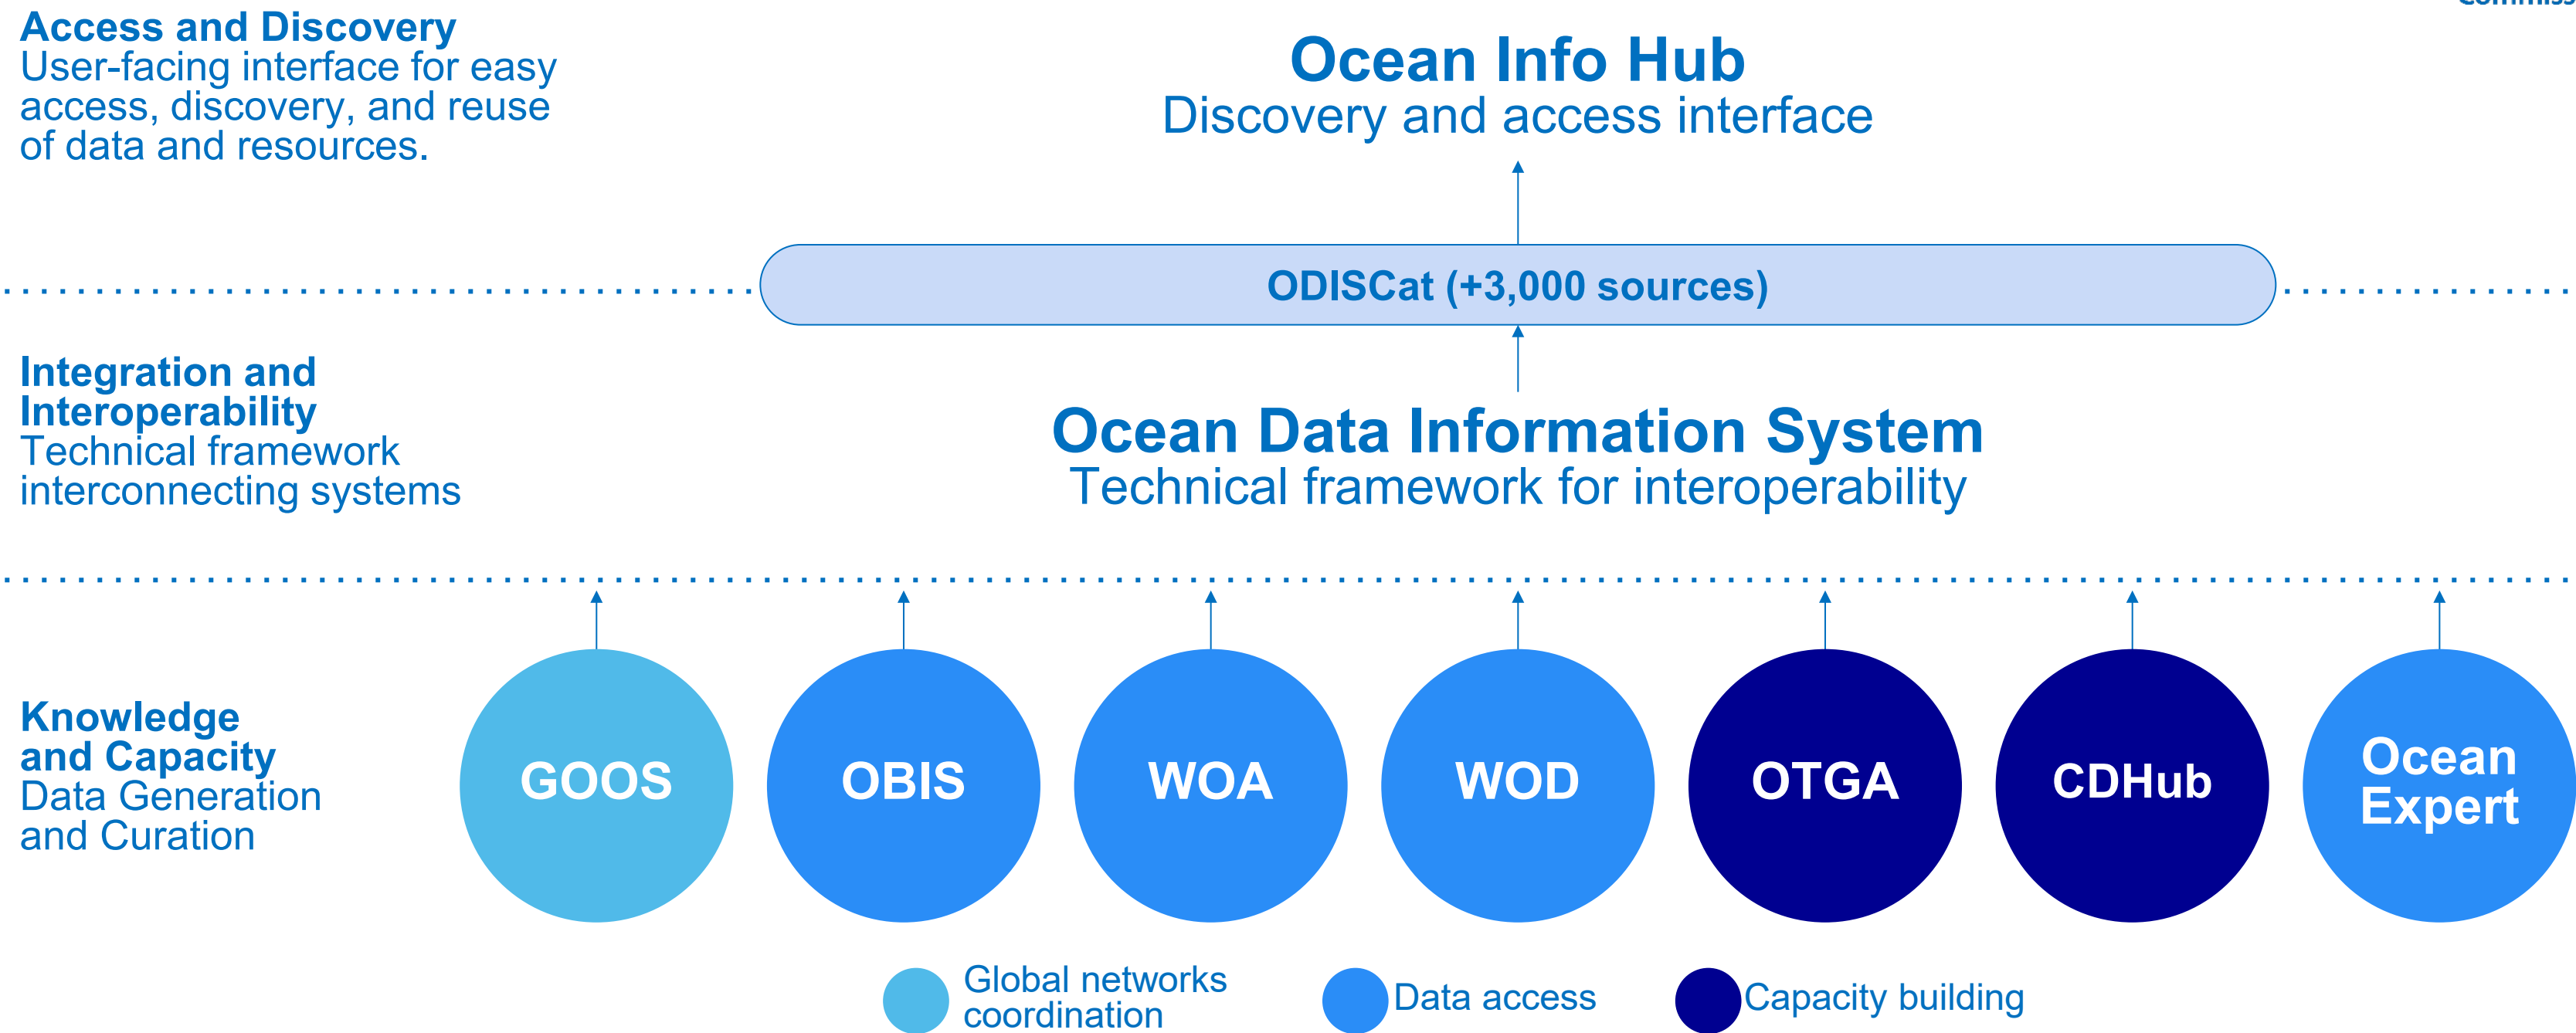 Access and Discovery
User-facing interface for easy
access, discovery, and reuse
of data and resources.
Ocean Info Hub
Discovery and access interface
ODISCat (+3,000 sources)
Integration and
Interoperability
Technical framework
interconnecting systems
Ocean Data Information System
Technical framework for interoperability
Knowledge
and Capacity
Data Generation
and Curation
GOOS
OBIS
WOA
WOD
OTGA
CDHub
Ocean
Expert
Global networks
coordination
Data access
Capacity building